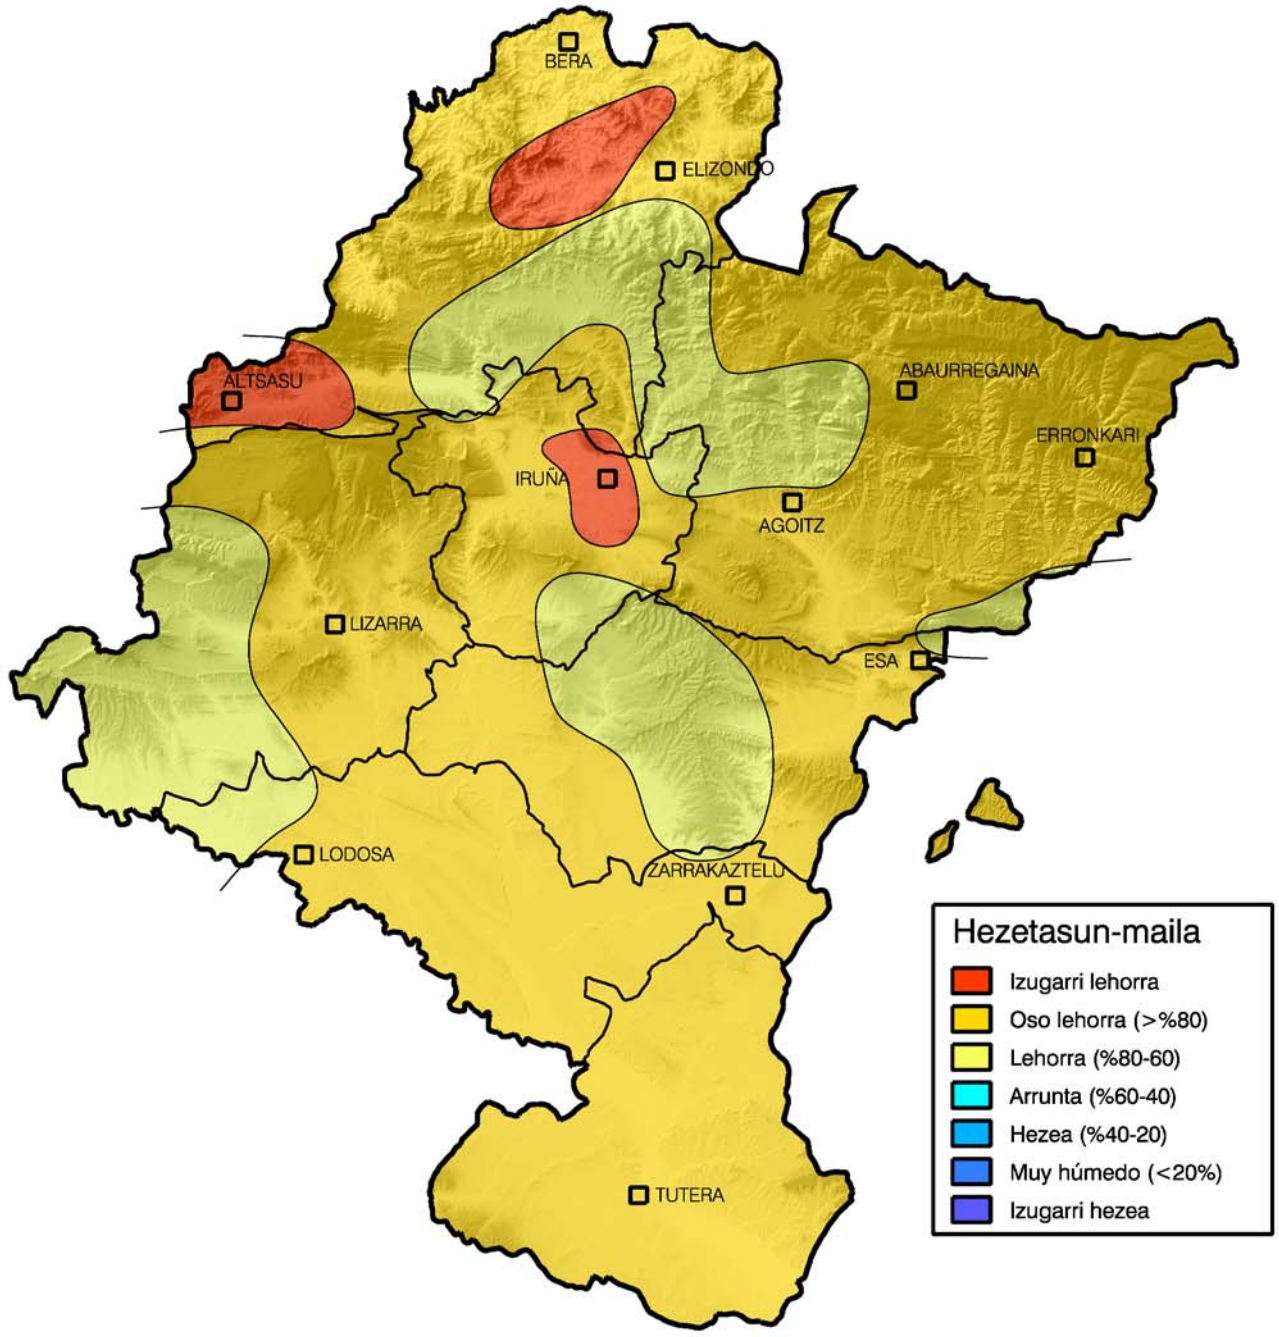 BERA
ELIZONDO
ALTSASU
ABAURREGAINA
ERRONKARI
IRUÑA
AGOITZ
LIZARRA
ESA
LODOSA
ZARRAKAZTELU
TUTERA
Hezetasun-maila
Izugarri lehorra
Oso lehorra (>%80)
Lehorra (%80-60)
Arrunta (%60-40)
Hezea (%40-20)
Muy húmedo (<20%)
Izugarri hezea